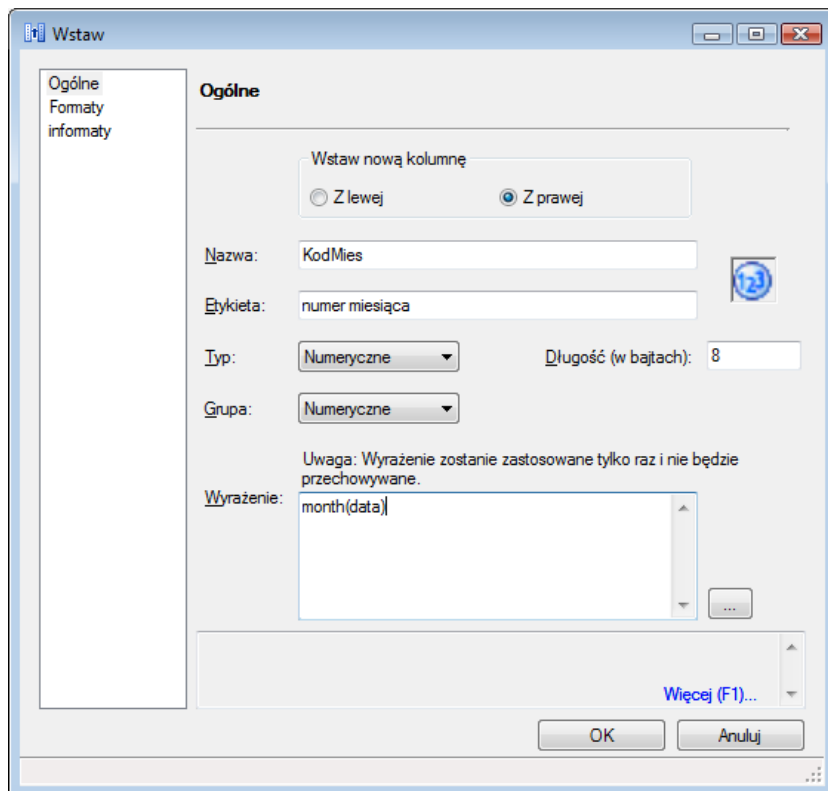 Wstaw
Ogólne
Formaty
informaty
Ogólne
Wstaw nową kolumnę
Z lewej
Z prawej
Nazwa:
KodMies
123
Etykieta:
numer miesiąca
Typ:
Numeryczne
Długość (w bajtach):
8
Grupa:
Numeryczne
Uwaga: Wyrażenie zostanie zastosowane tylko raz i nie będzie
przechowywane.
Wyrażenie:
month(data)
...
Więcej (F1)...
OK
Anuluj